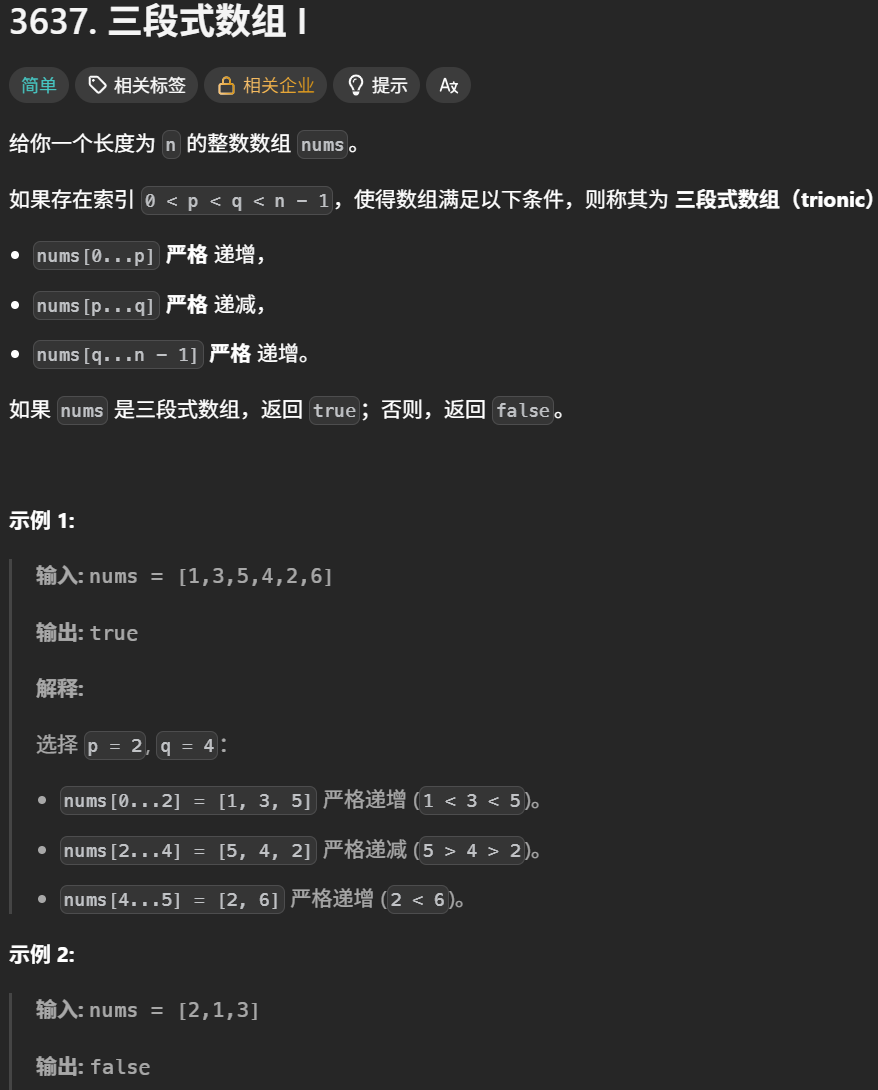 3637. 三段式数组 I
简单 相关标签 相关企业 提示
给你一个长度为 n 的整数数组 nums。
如果存在索引 0 < p < q < n − 1，使得数组满足以下条件，则称其为 三段式数组（trionic）
• nums[0...p] 严格 递增，
• nums[p...q] 严格 递减，
• nums[q...n − 1] 严格 递增。
如果 nums 是三段式数组，返回 true；否则，返回 false。
示例 1:
输入: nums = [1,3,5,4,2,6]
输出: true
解释:
选择 p = 2, q = 4：
• nums[0...2] = [1, 3, 5] 严格递增 (1 < 3 < 5)。
• nums[2...4] = [5, 4, 2] 严格递减 (5 > 4 > 2)。
• nums[4...5] = [2, 6] 严格递增 (2 < 6)。
示例 2:
输入: nums = [2,1,3]
输出: false